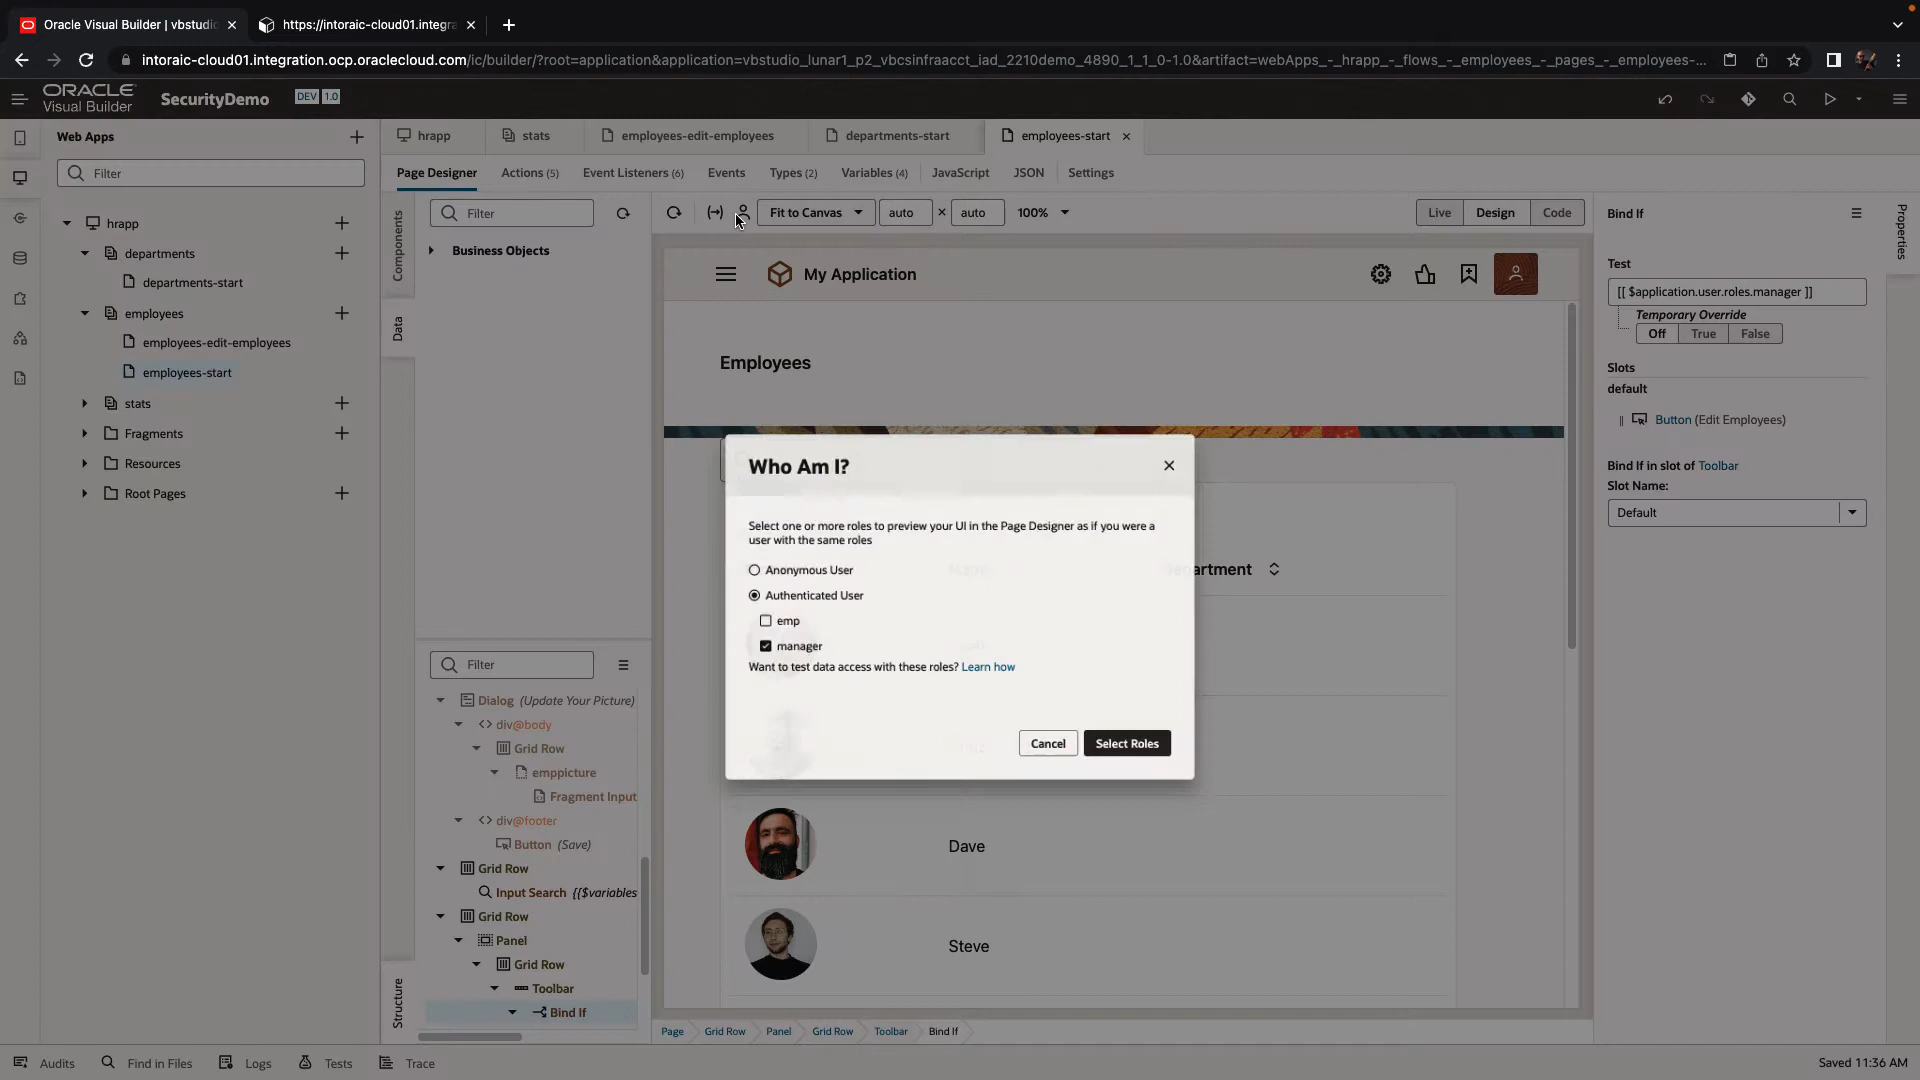 Oracle Visual Builder | vbstudio
https://intoraic-cloud01.integra
intoraic-cloud01.integration.ocp.oraclecloud.com/ic/builder/?root=application&application=vbstudio_lunar1_p2_vbcsinfraacct_iad_2210demo_4890_1_1_0-1.0&artifact=webApps_-_hrapp_-_flows_-_employees_-_pages_-_employees-...
ORACLE
Visual Builder
SecurityDemo
DEV 1.0
Web Apps
hrapp
stats
employees-edit-employees
departments-start
employees-start
Filter
Page Designer
Actions (5)
Event Listeners (6)
Events
Types (2)
Variables (4)
JavaScript
JSON
Settings
hrapp
departments
departments-start
employees
employees-edit-employees
employees-start
stats
Fragments
Resources
Root Pages
Components
Data
Structure
Filter
Business Objects
Fit to Canvas
auto
×
auto
100%
Live
Design
Code
My Application
Employees
Who Am I?
Select one or more roles to preview your UI in the Page Designer as if you were a
user with the same roles
Anonymous User
Authenticated User
emp
manager
Want to test data access with these roles? Learn how
Cancel
Select Roles
artment
Dave
Steve
Filter
Dialog (Update Your Picture)
<> div@body
Grid Row
emppicture
Fragment Input
<> div@footer
Button (Save)
Grid Row
Input Search {{$variables
Grid Row
Panel
Grid Row
Toolbar
Bind If
Page
Grid Row
Panel
Grid Row
Toolbar
Bind If
Bind If
Properties
Test
[[ $application.user.roles.manager ]]
Temporary Override
Off
True
False
Slots
default
Button (Edit Employees)
Bind If in slot of Toolbar
Slot Name:
Default
Audits
Find in Files
Logs
Tests
Trace
Saved 11:36 AM